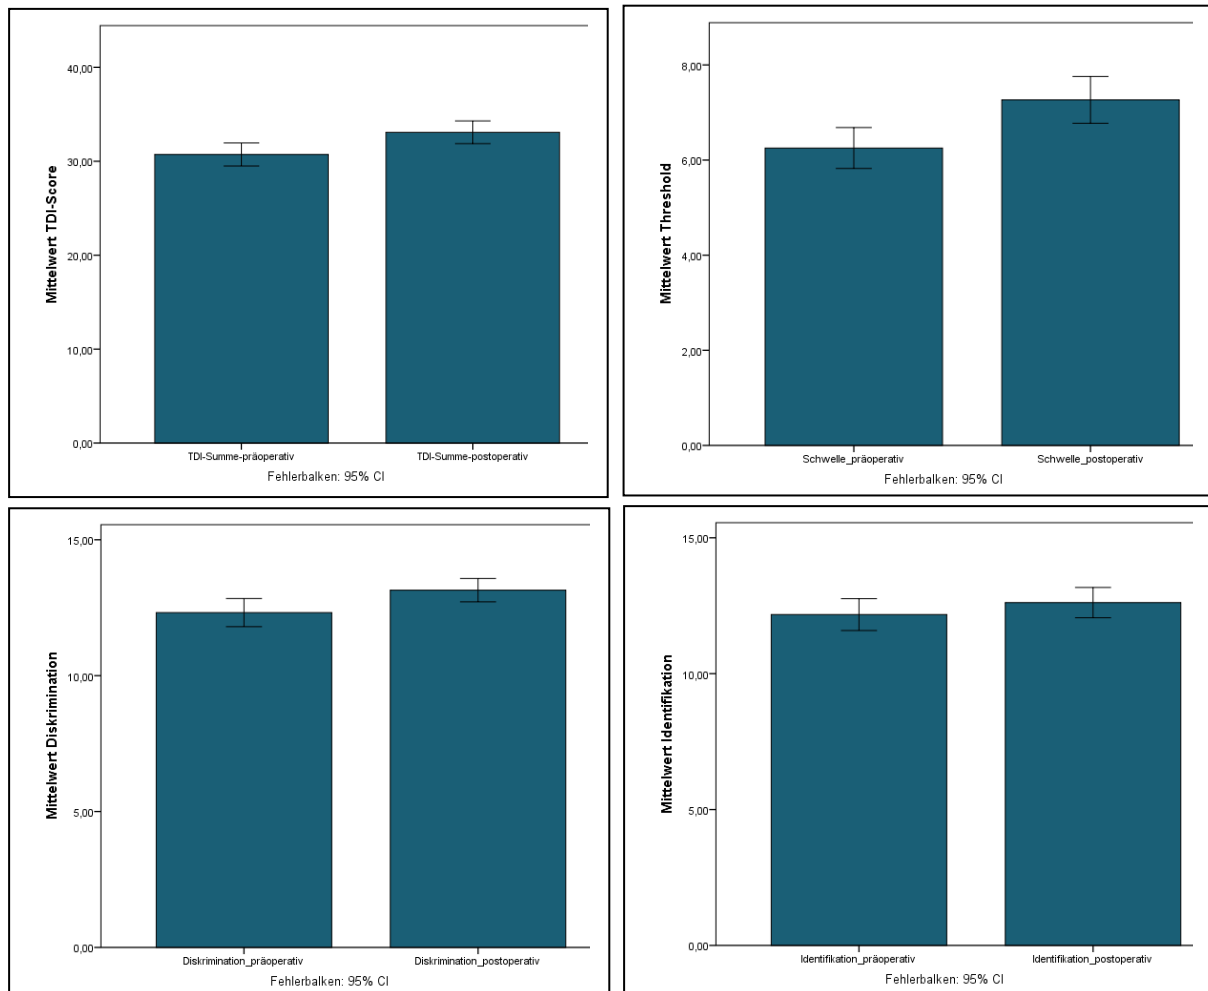 Mittelwert TDI-Score
40,00
30,00
20,00
10,00
0,00
TDI-Summe-präoperativ
TDI-Summe-postoperativ
Fehlerbalken: 95% CI
Mittelwert Threshold
8,00
6,00
4,00
2,00
0,00
Schwelle_präoperativ
Schwelle_postoperativ
Fehlerbalken: 95% CI
Mittelwert Diskrimination
15,00
10,00
5,00
0,00
Diskrimination_präoperativ
Diskrimination_postoperativ
Fehlerbalken: 95% CI
Mittelwert Identifikation
15,00
10,00
5,00
0,00
Identifikation_präoperativ
Identifikation_postoperativ
Fehlerbalken: 95% CI